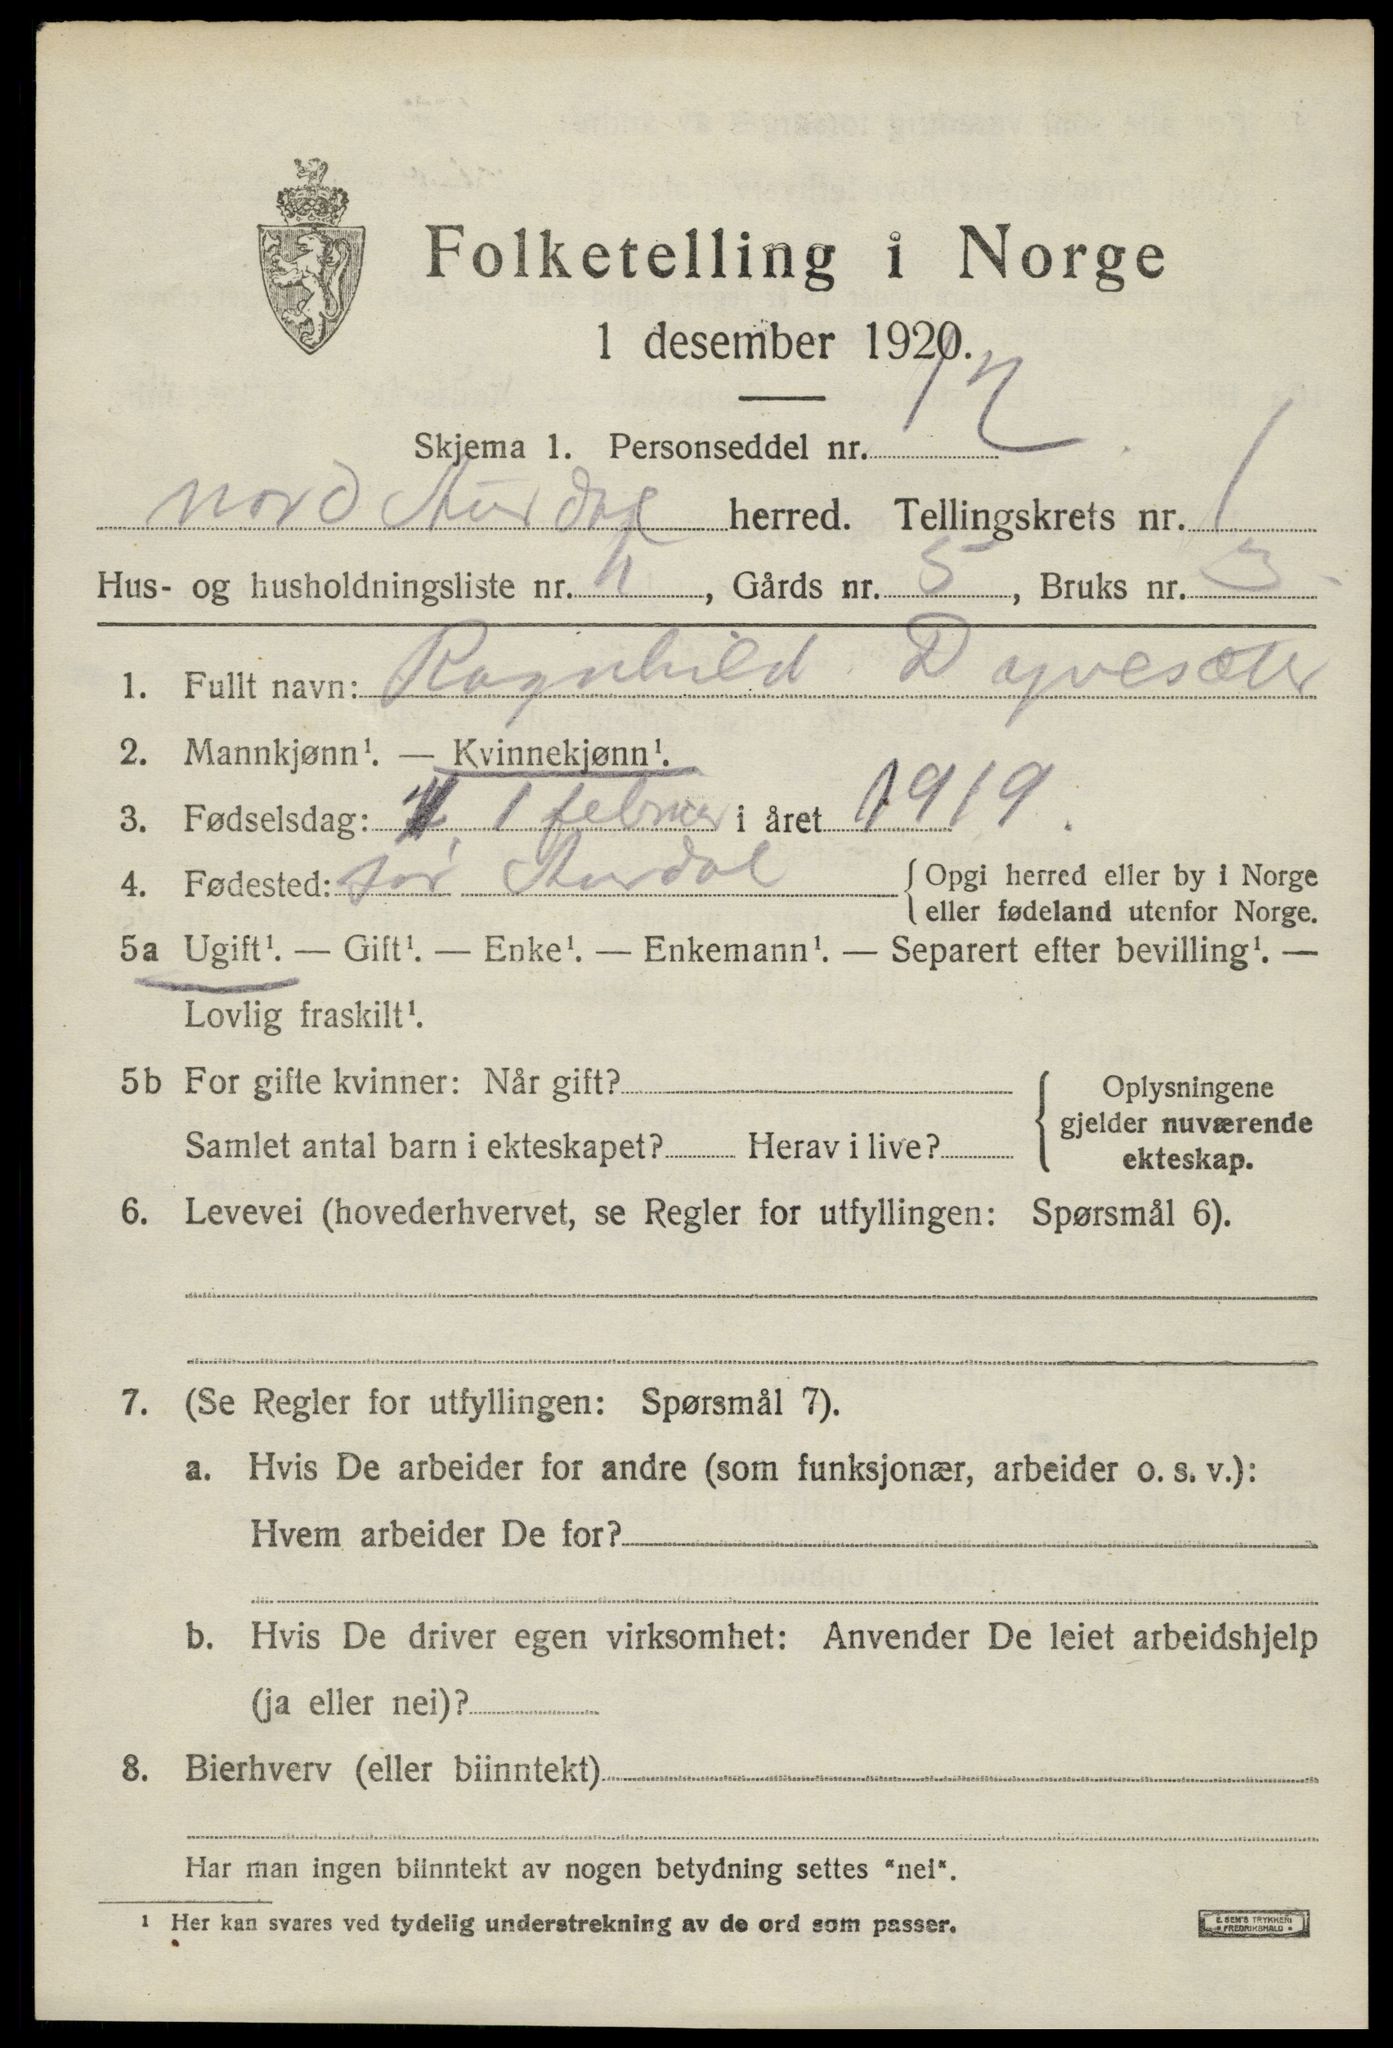 Folketelling i Norge
1 desember 1920.
Skjema 1. Personseddel nr. 12
Nord Aurdal herred. Tellingskrets nr. 1
Hus- og husholdningsliste nr. 4, Gårds nr. 5, Bruks nr. 3
1. Fullt navn: Ragnhild
2. Mannkjønn¹. — Kvinnekjønn¹.
3. Fødselsdag: 1 februar i året 1919.
4. Fødested: sør Aurdal {Opgi herred eller by i Norge
eller fødeland utenfor Norge.
5a Ugift¹. — Gift¹. — Enke¹. — Enkemann¹. — Separert efter bevilling¹. —
Lovlig fraskilt¹.
5b For gifte kvinner: Når gift? { Oplysningene
gjelder nuværende
Samlet antal barn i ekteskapet? Herav i live?
ekteskap.
6. Levevei (hovederhvervet, se Regler for utfyllingen: Spørsmål 6).
7. (Se Regler for utfyllingen: Spørsmål 7).
a. Hvis De arbeider for andre (som funksjonær, arbeider o. s. v.):
Hvem arbeider De for?
b. Hvis De driver egen virksomhet: Anvender De leiet arbeidshjelp
(ja eller nei)?
8. Bierhverv (eller biinntekt)
Har man ingen biinntekt av nogen betydning settes "nei".
¹ Her kan svares ved tydelig understrekning av de ord som passer.
E. SEM'S TRYKKERI
FREDRIKSHALD